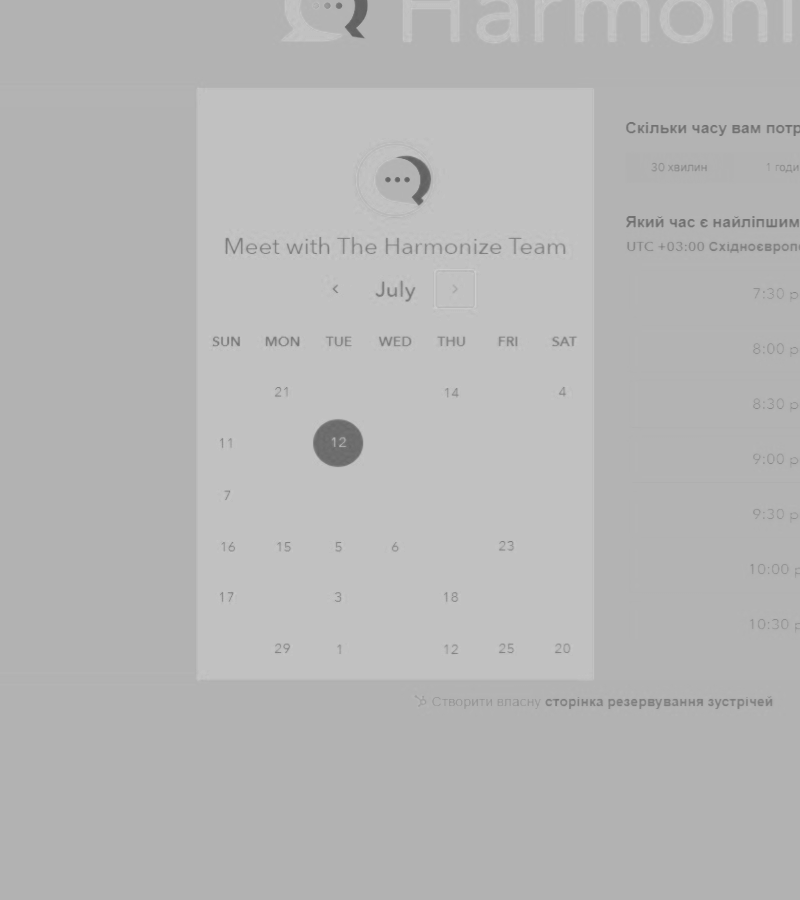 Harmoni
Meet with The Harmonize Team
July
SUN MON TUE WED THU FRI SAT
21 14 4
11 12
7
16 15 5 6 23
17 3 18
29 1 12 25 20
Скільки часу вам потр
30 хвилин 1 годи
Який час є найліпшим
UTC +03:00 Східноєвропе
7:30 р
8:00 р
8:30 р
9:00 р
9:30 р
10:00 р
10:30 р
Створити власну сторінка резервування зустрічей